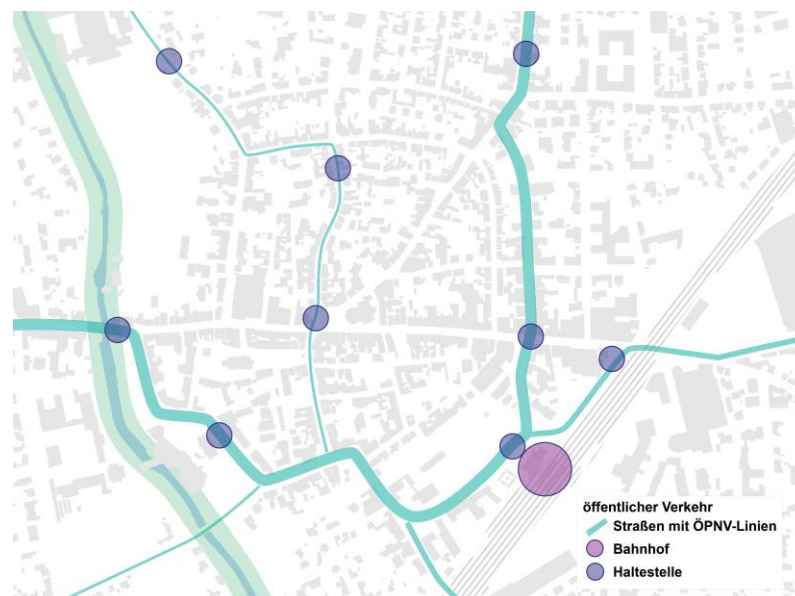 öffentlicher Verkehr
Straßen mit ÖPNV-Linien
Bahnhof
Haltestelle